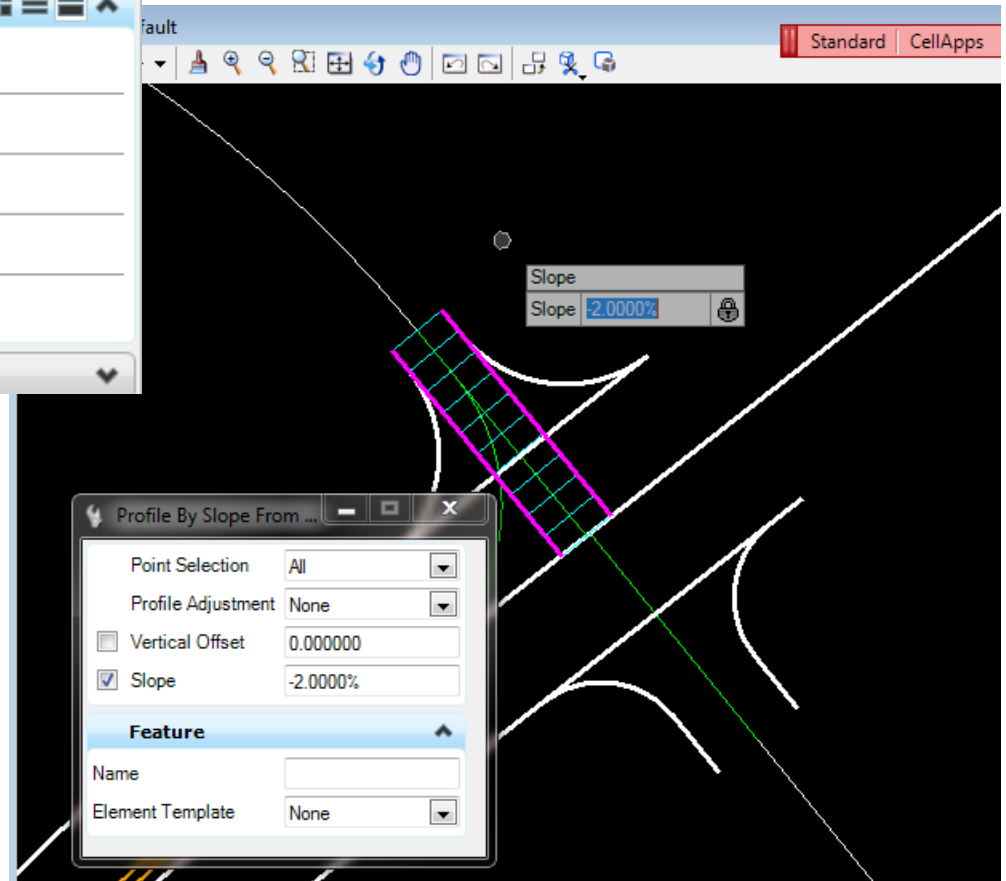 fault
Standard CellApps
Slope
Slope -2.0000%
Profile By Slope From ...
Point Selection All
Profile Adjustment None
Vertical Offset 0.000000
Slope -2.0000%
Feature
Name
Element Template None